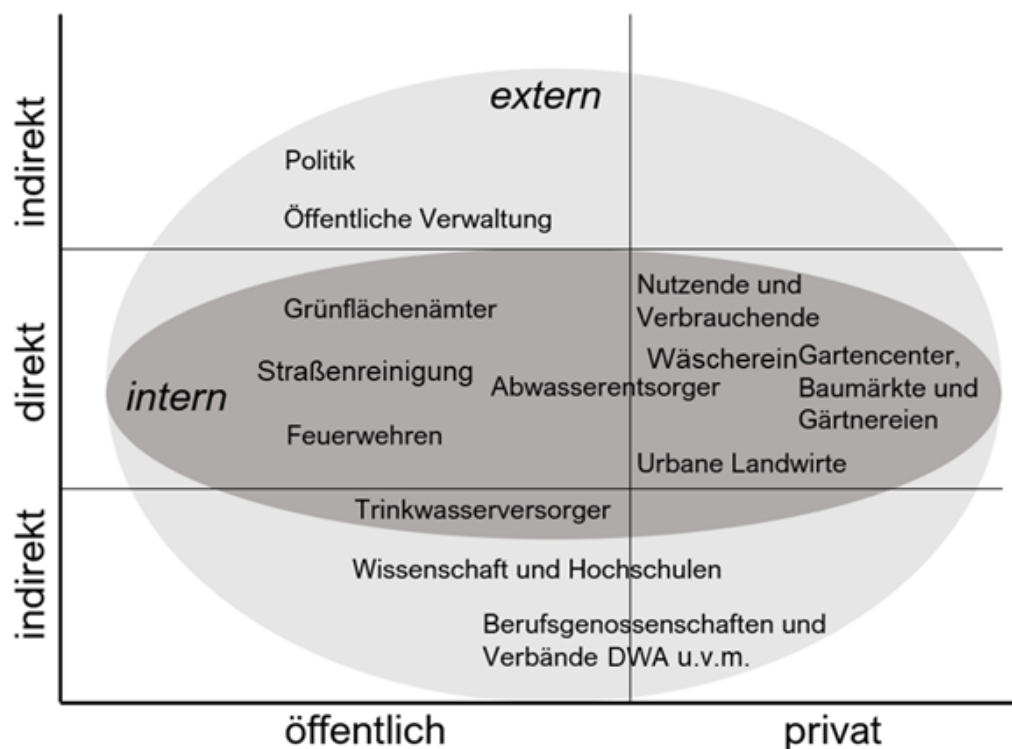 indirekt
extern
Politik
Öffentliche Verwaltung
direkt
intern
Grünflächenämter
Straßenreinigung
Feuerwehren
Abwasserentsorger
Nutzende und
Verbrauchende
Wäscherein
Gartencenter,
Baumärkte und
Gärtnereien
Urbane Landwirte
indirekt
Trinkwasserversorger
Wissenschaft und Hochschulen
Berufsgenossenschaften und
Verbände DWA u.v.m.
öffentlich
privat